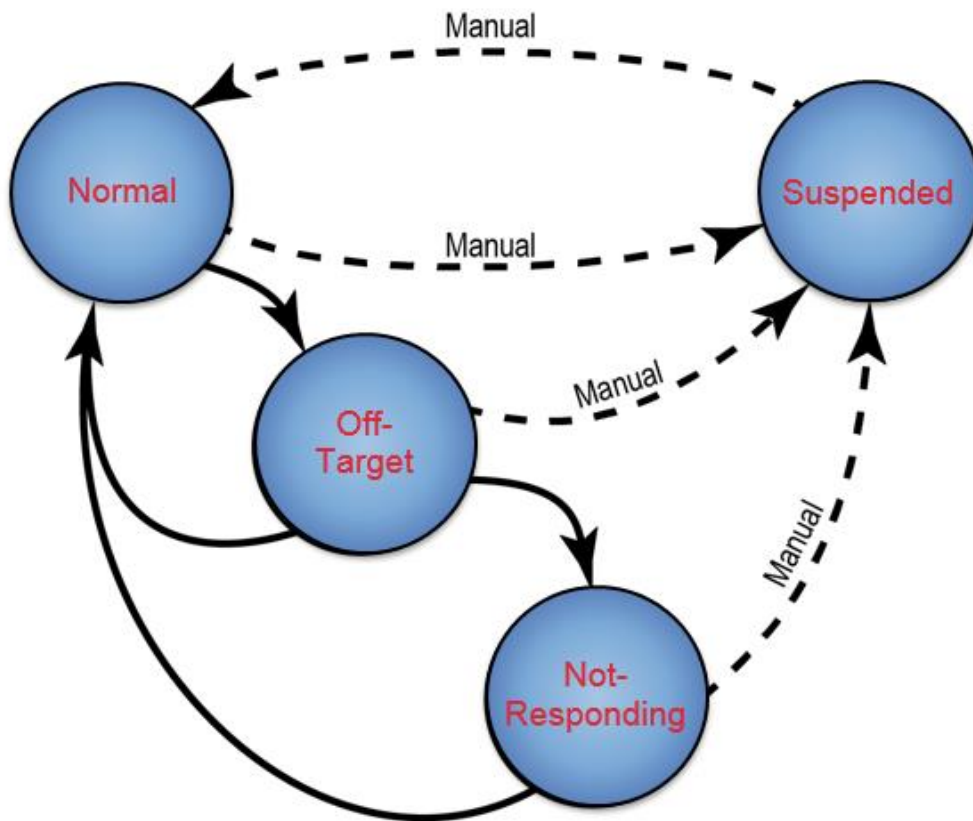 Manual
Normal
Suspended
Manual
Off-
Target
Manual
Manual
Not-
Responding